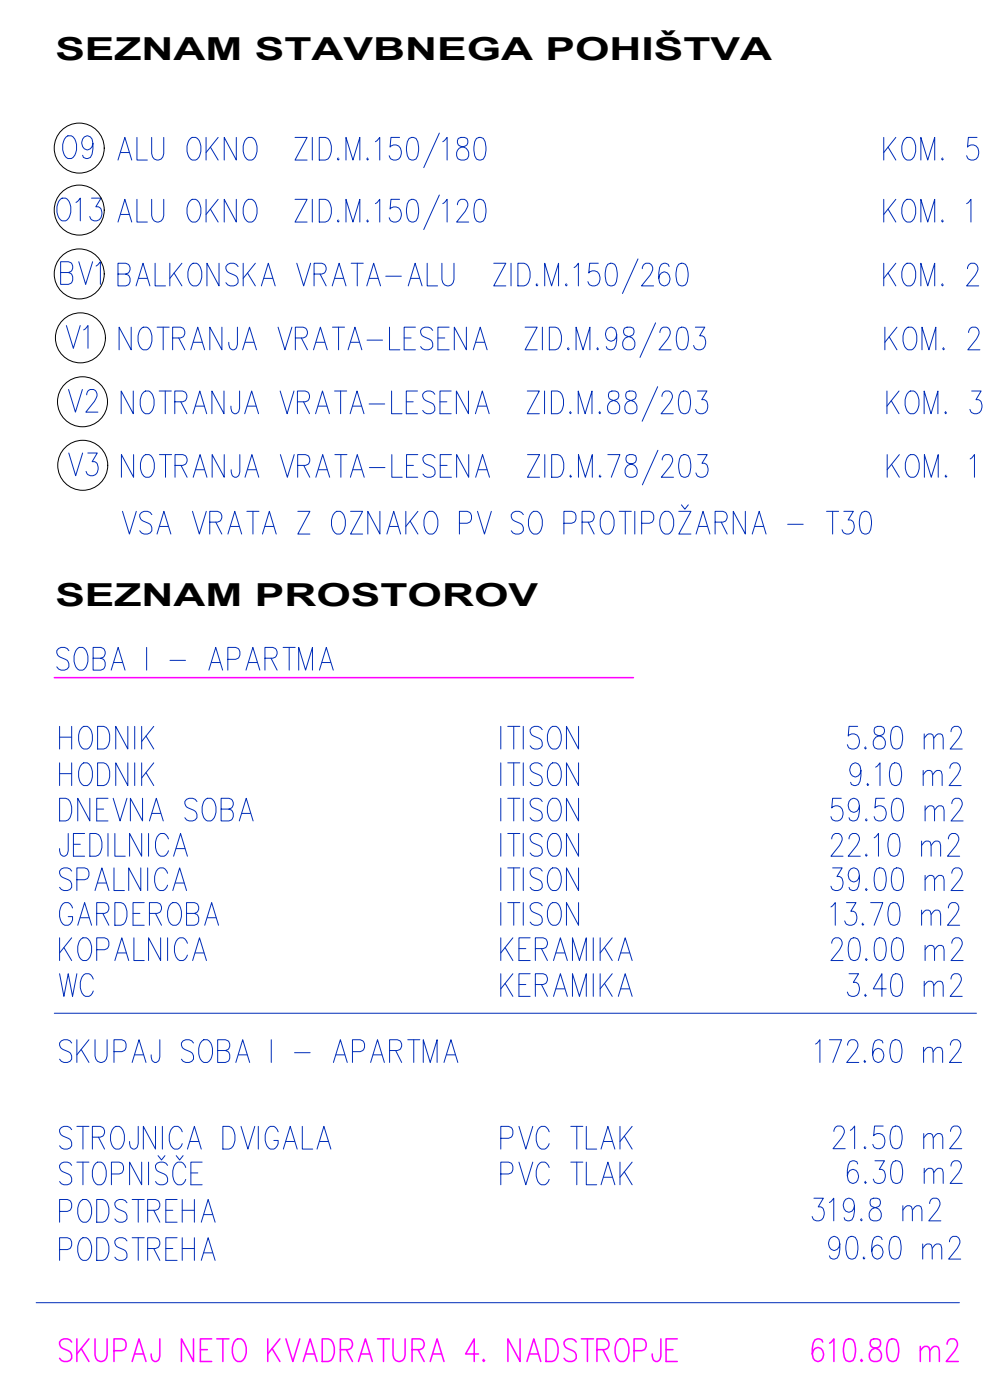 SEZNAM STAVBNEGA POHIŠTVA
O9 ALU OKNO ZID.M.150/180 KOM. 5
O13 ALU OKNO ZID.M.150/120 KOM. 1
BV1 BALKONSKA VRATA-ALU ZID.M.150/260 KOM. 2
V1 NOTRANJA VRATA-LESENA ZID.M.98/203 KOM. 2
V2 NOTRANJA VRATA-LESENA ZID.M.88/203 KOM. 3
V3 NOTRANJA VRATA-LESENA ZID.M.78/203 KOM. 1
VSA VRATA Z OZNAKO PV SO PROTIPOŽARNA - T30
SEZNAM PROSTOROV
SOBA I - APARTMA
HODNIK ITISON 5.80 m2
HODNIK ITISON 9.10 m2
DNEVNA SOBA ITISON 59.50 m2
JEDILNICA ITISON 22.10 m2
SPALNICA ITISON 39.00 m2
GARDEROBA ITISON 13.70 m2
KOPALNICA KERAMIKA 20.00 m2
WC KERAMIKA 3.40 m2
SKUPAJ SOBA I - APARTMA 172.60 m2
STROJNICA DVIGALA PVC TLAK 21.50 m2
STOPNIŠČE PVC TLAK 6.30 m2
PODSTREHA 319.8 m2
PODSTREHA 90.60 m2
SKUPAJ NETO KVADRATURA 4. NADSTROPJE 610.80 m2